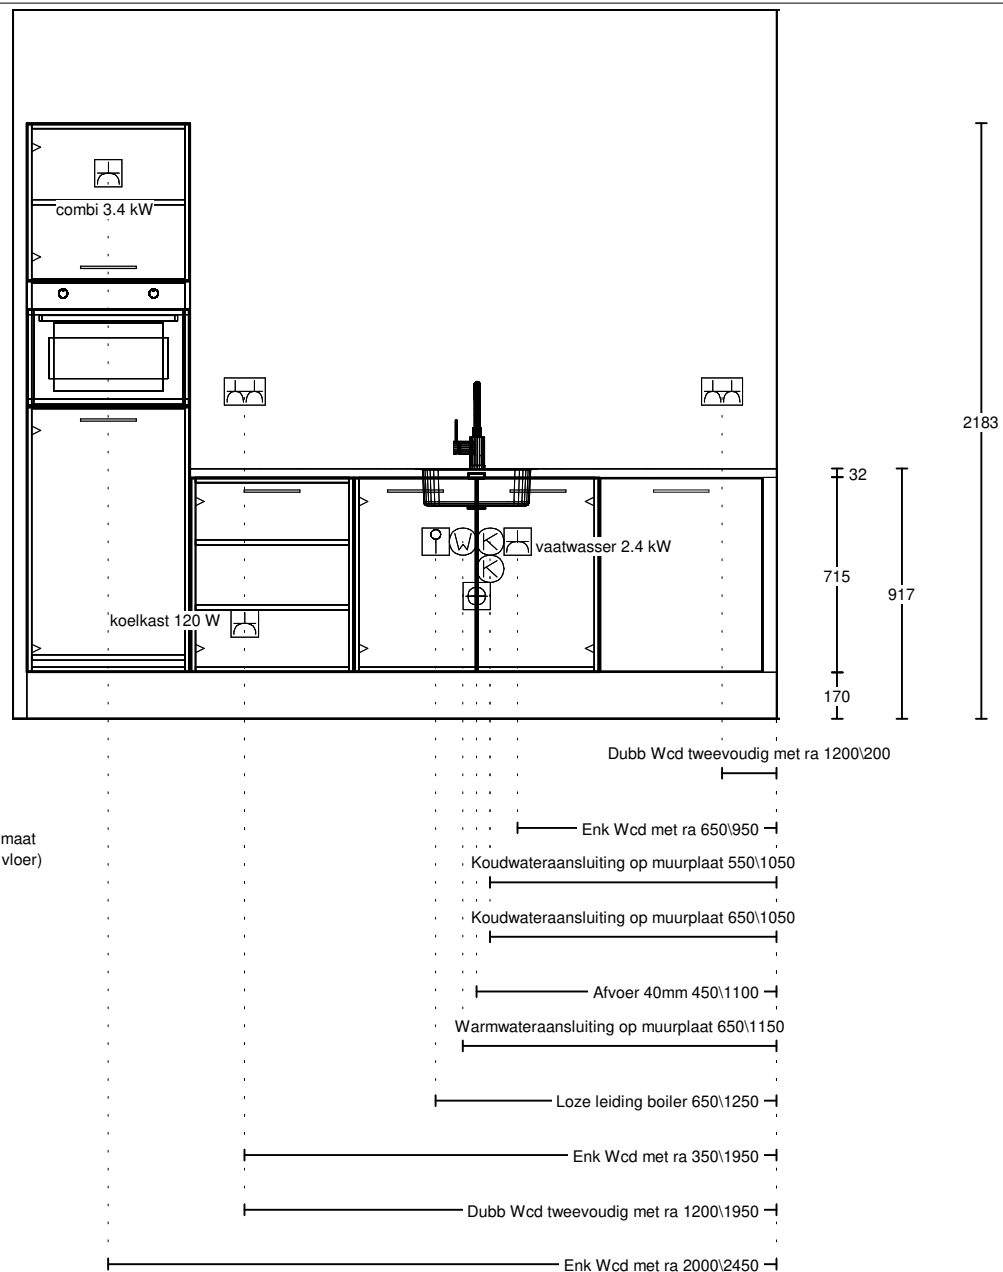 combi 3.4 kW
2183
32
W K
vaatwasser 2.4 kW
K
715
917
koelkast 120 W
170
Dubb Wcd tweevoudig met ra 1200\200
Enk Wcd met ra 650\950
maat
vloer)
Koudwateraansluiting op muurplaat 550\1050
Koudwateraansluiting op muurplaat 650\1050
Afvoer 40mm 450\1100
Warmwateraansluiting op muurplaat 650\1150
Loze leiding boiler 650\1250
Enk Wcd met ra 350\1950
Dubb Wcd tweevoudig met ra 1200\1950
Enk Wcd met ra 2000\2450